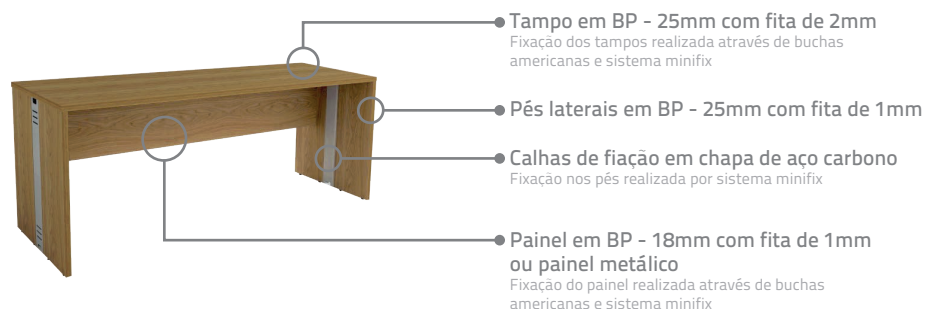 Tampo em BP - 25mm com fita de 2mm
Fixação dos tampos realizada através de buchas
americanas e sistema minifix
Pés laterais em BP - 25mm com fita de 1mm
Calhas de fiação em chapa de aço carbono
Fixação nos pés realizada por sistema minifix
Painel em BP - 18mm com fita de 1mm
ou painel metálico
Fixação do painel realizada através de buchas
americanas e sistema minifix